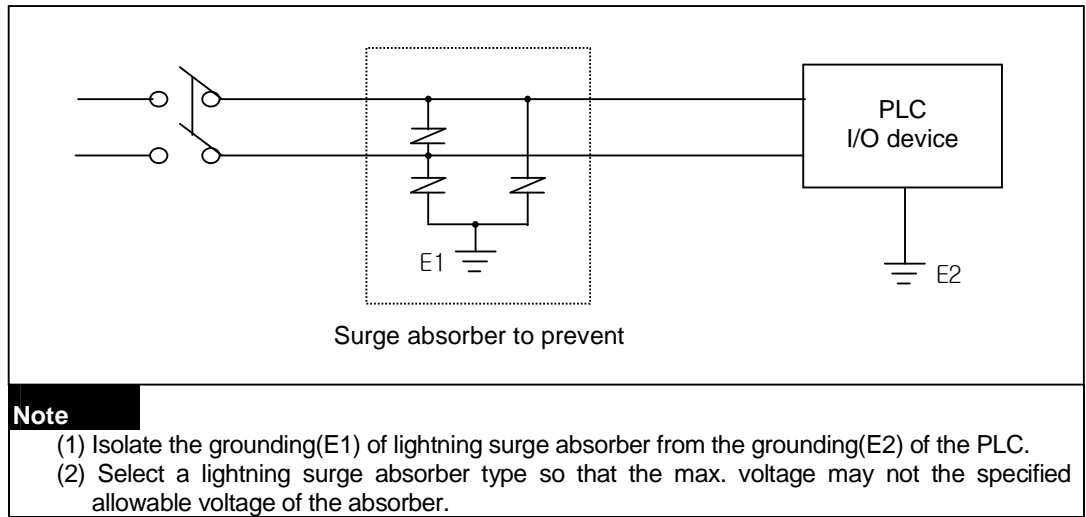 PLC
I/O device
E1
E2
Surge absorber to prevent
Note
(1) Isolate the grounding(E1) of lightning surge absorber from the grounding(E2) of the PLC.
(2) Select a lightning surge absorber type so that the max. voltage may not the specified
allowable voltage of the absorber.